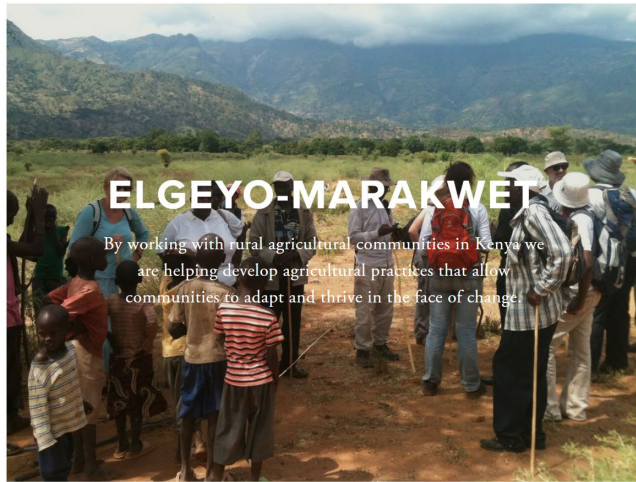 ELGEYO-MARAKWET
By working with rural agricultural communities in Kenya we
are helping develop agricultural practices that allow
communities to adapt and thrive in the face of change.